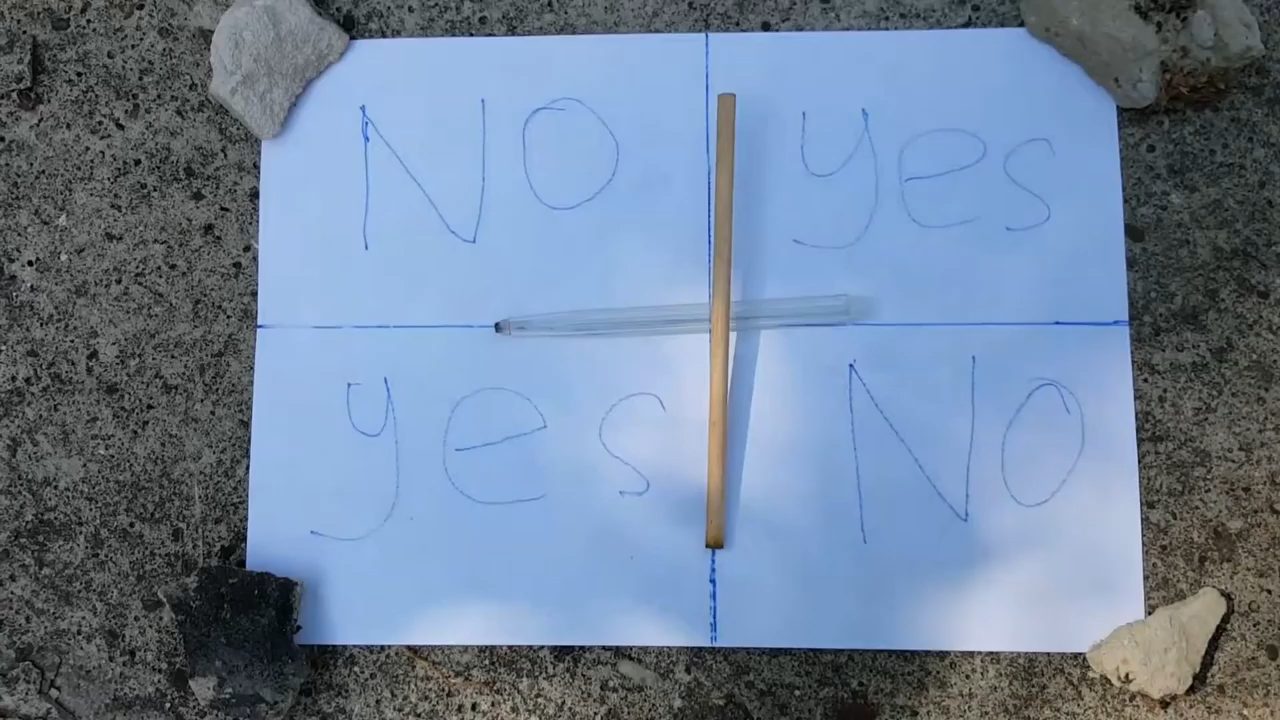 NO yes
yes NO